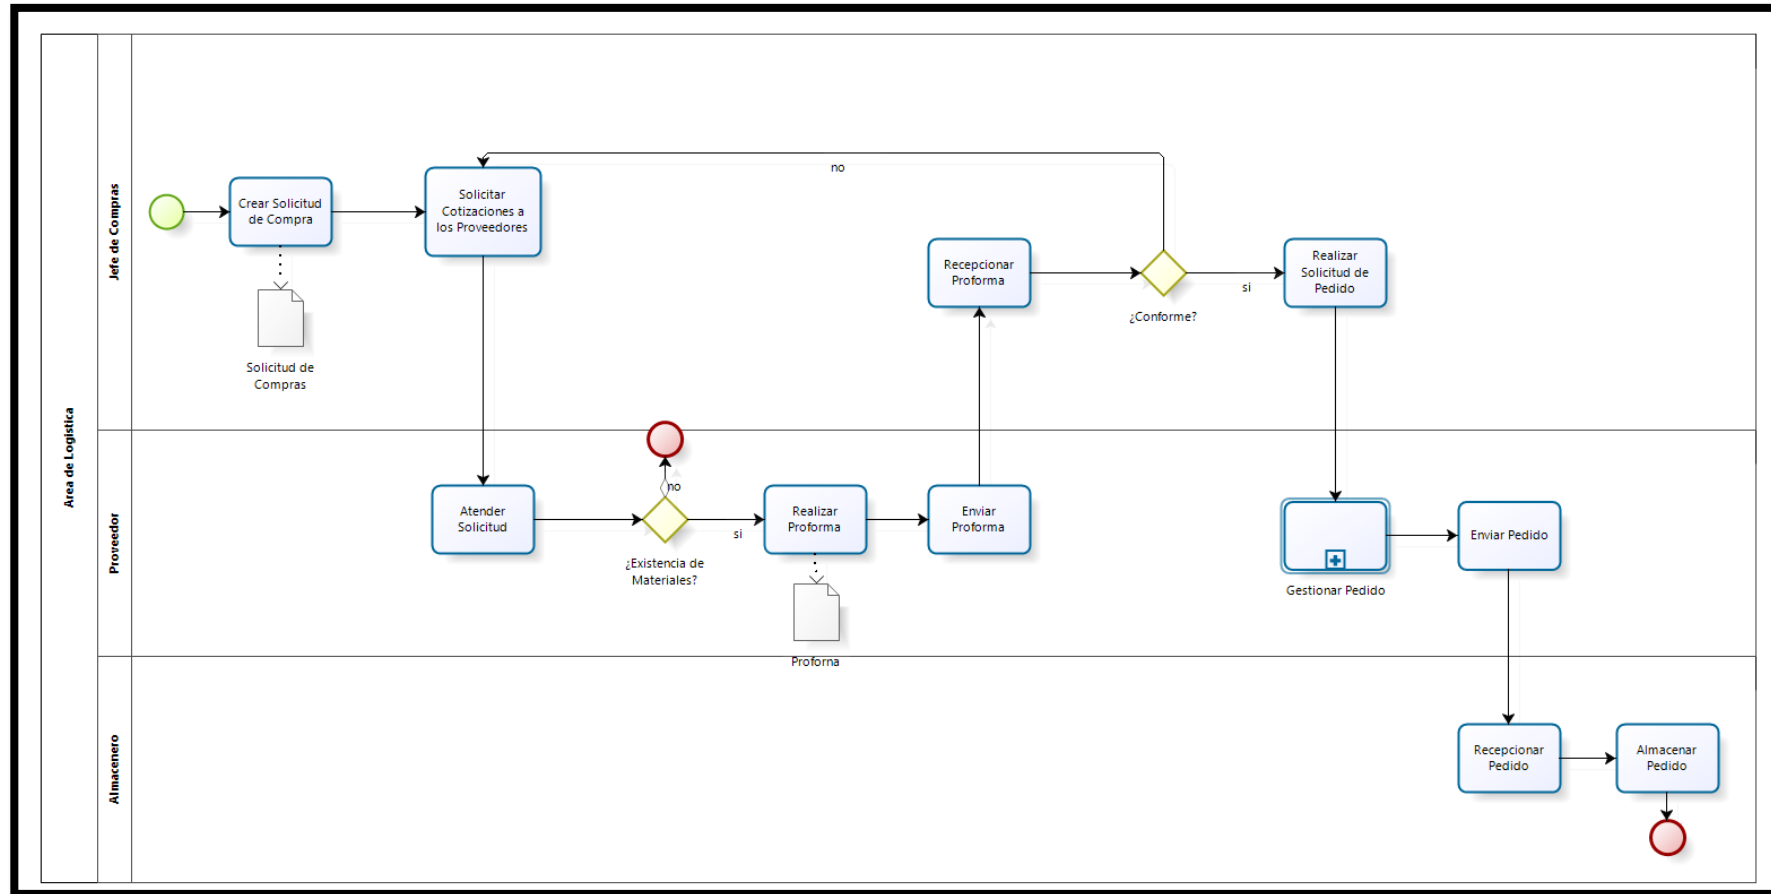 Area de Logistica
Jefe de Compras
Crear Solicitud
de Compra
Solicitud de
Compras
Solicitar
Cotizaciones a
los Proveedores
no
Recepcionar
Proforma
¿Conforme?
si
Realizar
Solicitud de
Pedido
Proveedor
Atender
Solicitud
no
¿Existencia de
Materiales?
si
Realizar
Proforma
Proforna
Enviar
Proforma
Gestionar Pedido
Enviar Pedido
Almacenero
Recepcionar
Pedido
Almacenar
Pedido